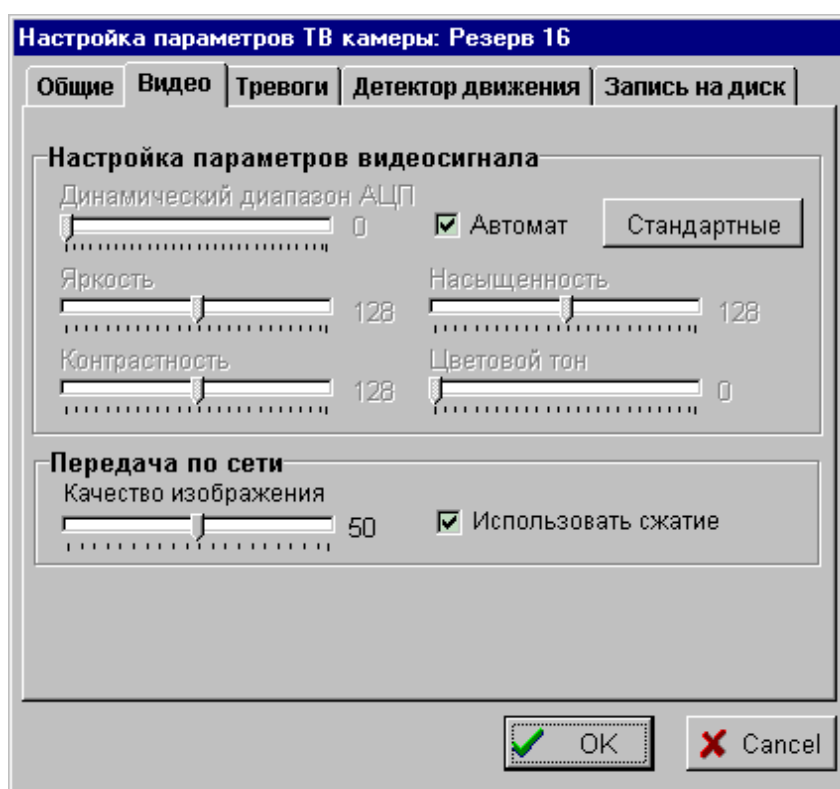 Настройка параметров ТВ камеры: Резерв 16
Общие Видео Тревоги Детектор движения Запись на диск
Настройка параметров видеосигнала
Динамический диапазон АЦП
0 Автомат Стандартные
Яркость Насыщенность
128 128
Контрастность Цветовой тон
128 0
Передача по сети
Качество изображения
50 Использовать сжатие
OK Cancel